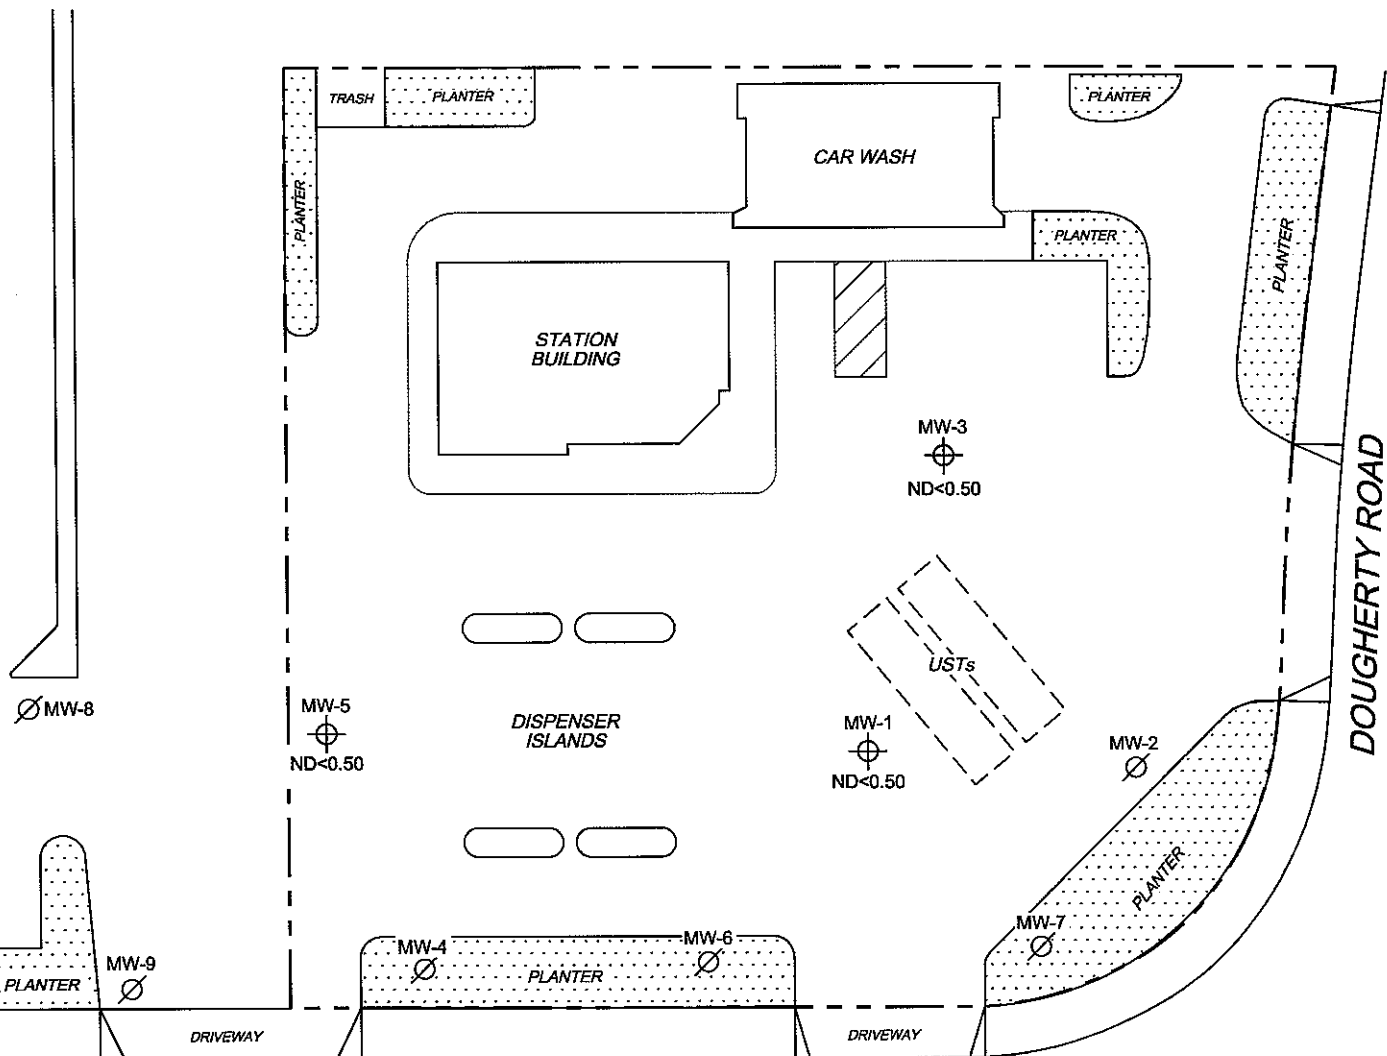 TRASH
PLANTER
PLANTER
CAR WASH
PLANTER
PLANTER
PLANTER
PLANTER
STATION
BUILDING
MW-3
ND<0.50
DOUGHERTY ROAD
USTs
MW-8
MW-5
ND<0.50
DISPENSER
ISLANDS
MW-1
ND<0.50
MW-2
PLANTER
MW-7
MW-4
MW-6
PLANTER
MW-9
PLANTER
DRIVEWAY
DRIVEWAY